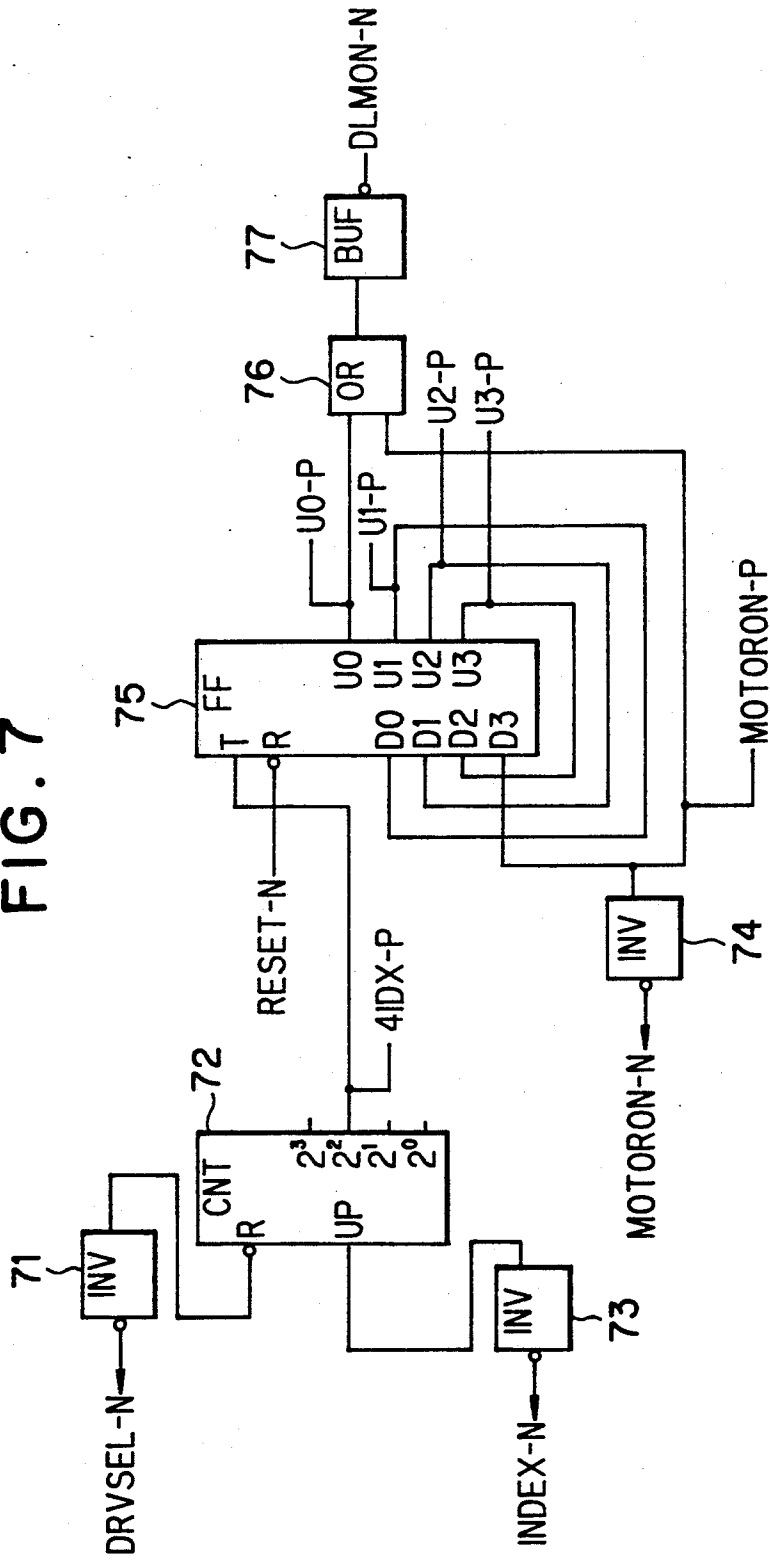 FIG. 7
DRVSEL-N
71
INV
CNT
72
R
UP
2³
2²
2¹
2⁰
INDEX-N
INV
73
4IDX-P
RESET-N
MOTORON-N
INV
74
75
FF
T
R
D0
D1
D2
D3
U0
U1
U2
U3
U0-P
U1-P
U2-P
U3-P
76
OR
77
BUF
DLMON-N
MOTORON-P